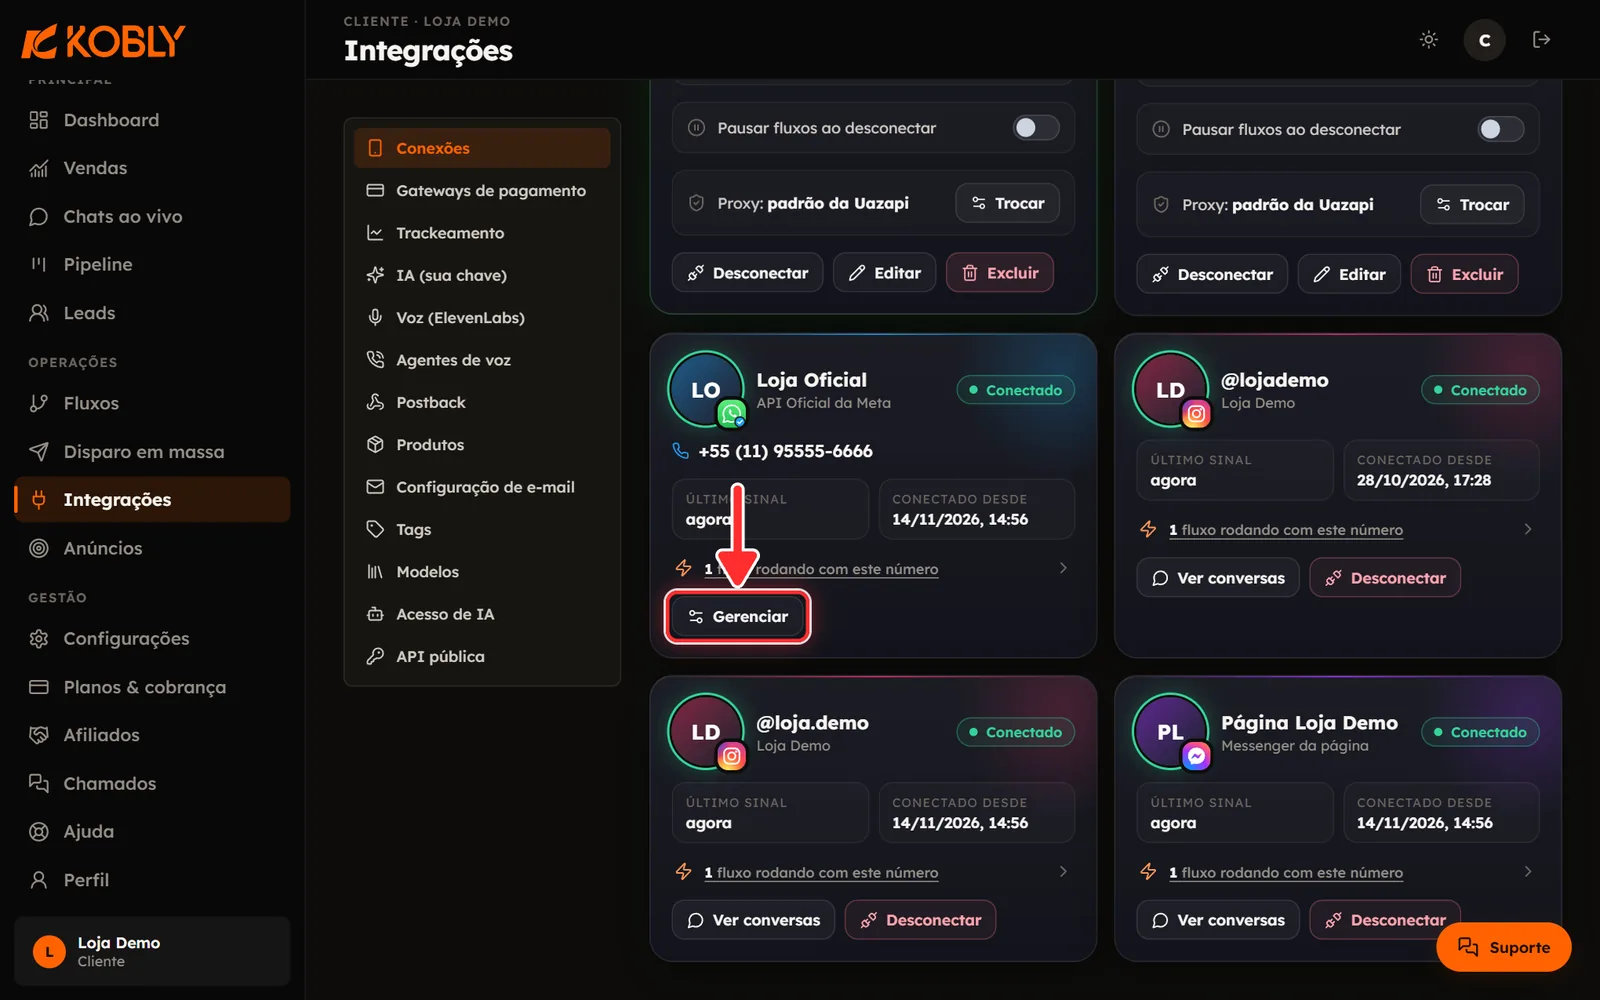 KOBLY
PRINCIPAL
Dashboard
Vendas
Chats ao vivo
Pipeline
Leads
OPERAÇÕES
Fluxos
Disparo em massa
Integrações
Anúncios
GESTÃO
Configurações
Planos & cobrança
Afiliados
Chamados
Ajuda
Perfil
L
Loja Demo
Cliente
CLIENTE · LOJA DEMO
Integrações
C
Conexões
Gateways de pagamento
Trackeamento
IA (sua chave)
Voz (ElevenLabs)
Agentes de voz
Postback
Produtos
Configuração de e-mail
Tags
Modelos
Acesso de IA
API pública
Pausar fluxos ao desconectar
Proxy: padrão da Uazapi
Trocar
Desconectar
Editar
Excluir
Pausar fluxos ao desconectar
Proxy: padrão da Uazapi
Trocar
Desconectar
Editar
Excluir
LO
Loja Oficial
API Oficial da Meta
Conectado
+55 (11) 95555-6666
SINAL
agora
CONECTADO DESDE
14/11/2026, 14:56
1 rodando com este número
Gerenciar
LD
@lojademo
Loja Demo
Conectado
ÚLTIMO SINAL
agora
CONECTADO DESDE
28/10/2026, 17:28
1 fluxo rodando com este número
Ver conversas
Desconectar
LD
@loja.demo
Loja Demo
Conectado
ÚLTIMO SINAL
agora
CONECTADO DESDE
14/11/2026, 14:56
1 fluxo rodando com este número
Ver conversas
Desconectar
PL
Página Loja Demo
Messenger da página
Conectado
ÚLTIMO SINAL
agora
CONECTADO DESDE
14/11/2026, 14:56
1 fluxo rodando com este número
Ver conversas
Desconectar
Suporte